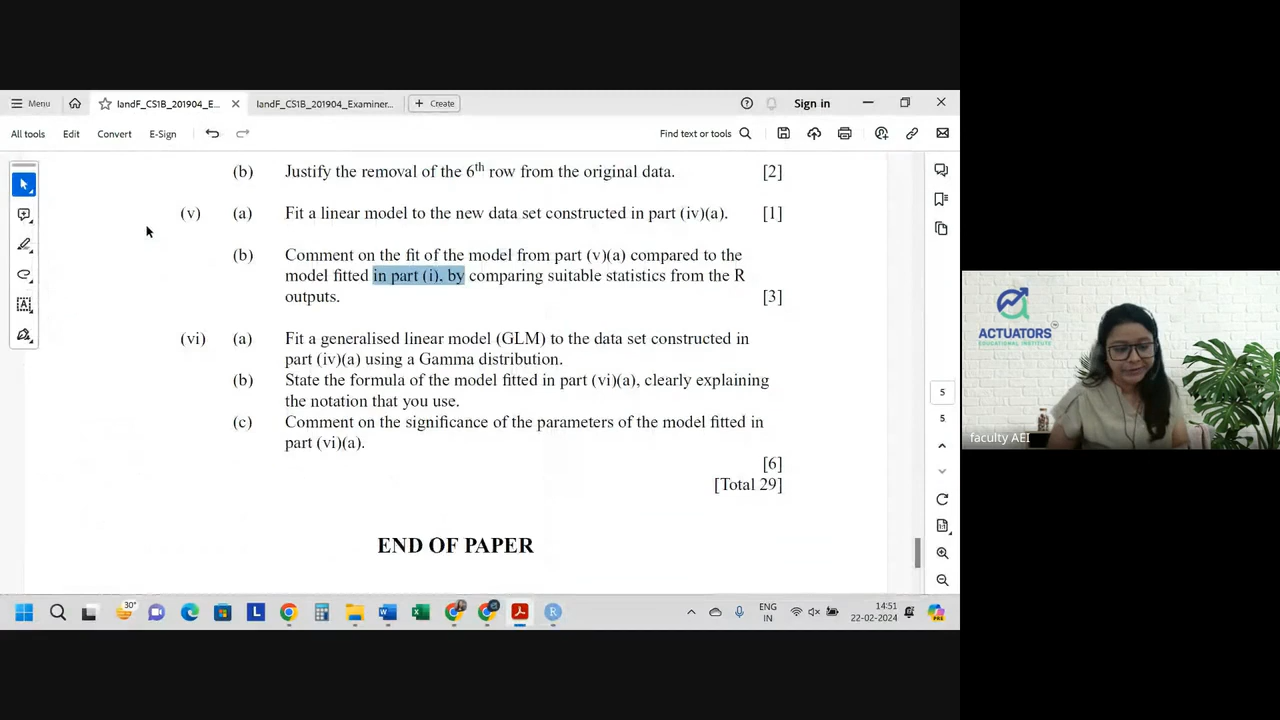 Menu
IandF_CS1B_201904_E...
IandF_CS1B_201904_Examiner...
Create
Sign in
All tools
Edit
Convert
E-Sign
Find text or tools
(b) Justify the removal of the 6th row from the original data. [2]
(v) (a) Fit a linear model to the new data set constructed in part (iv)(a). [1]
(b) Comment on the fit of the model from part (v)(a) compared to the
model fitted in part (i), by comparing suitable statistics from the R
outputs. [3]
(vi) (a) Fit a generalised linear model (GLM) to the data set constructed in
part (iv)(a) using a Gamma distribution.
(b) State the formula of the model fitted in part (vi)(a), clearly explaining
the notation that you use.
(c) Comment on the significance of the parameters of the model fitted in
part (vi)(a).
[6]
[Total 29]
END OF PAPER
5
5
ACTUATORS
EDUCATIONAL INSTITUTE
faculty AEI
30°
L
W
X
R
ENG
IN
14:51
22-02-2024
PRE